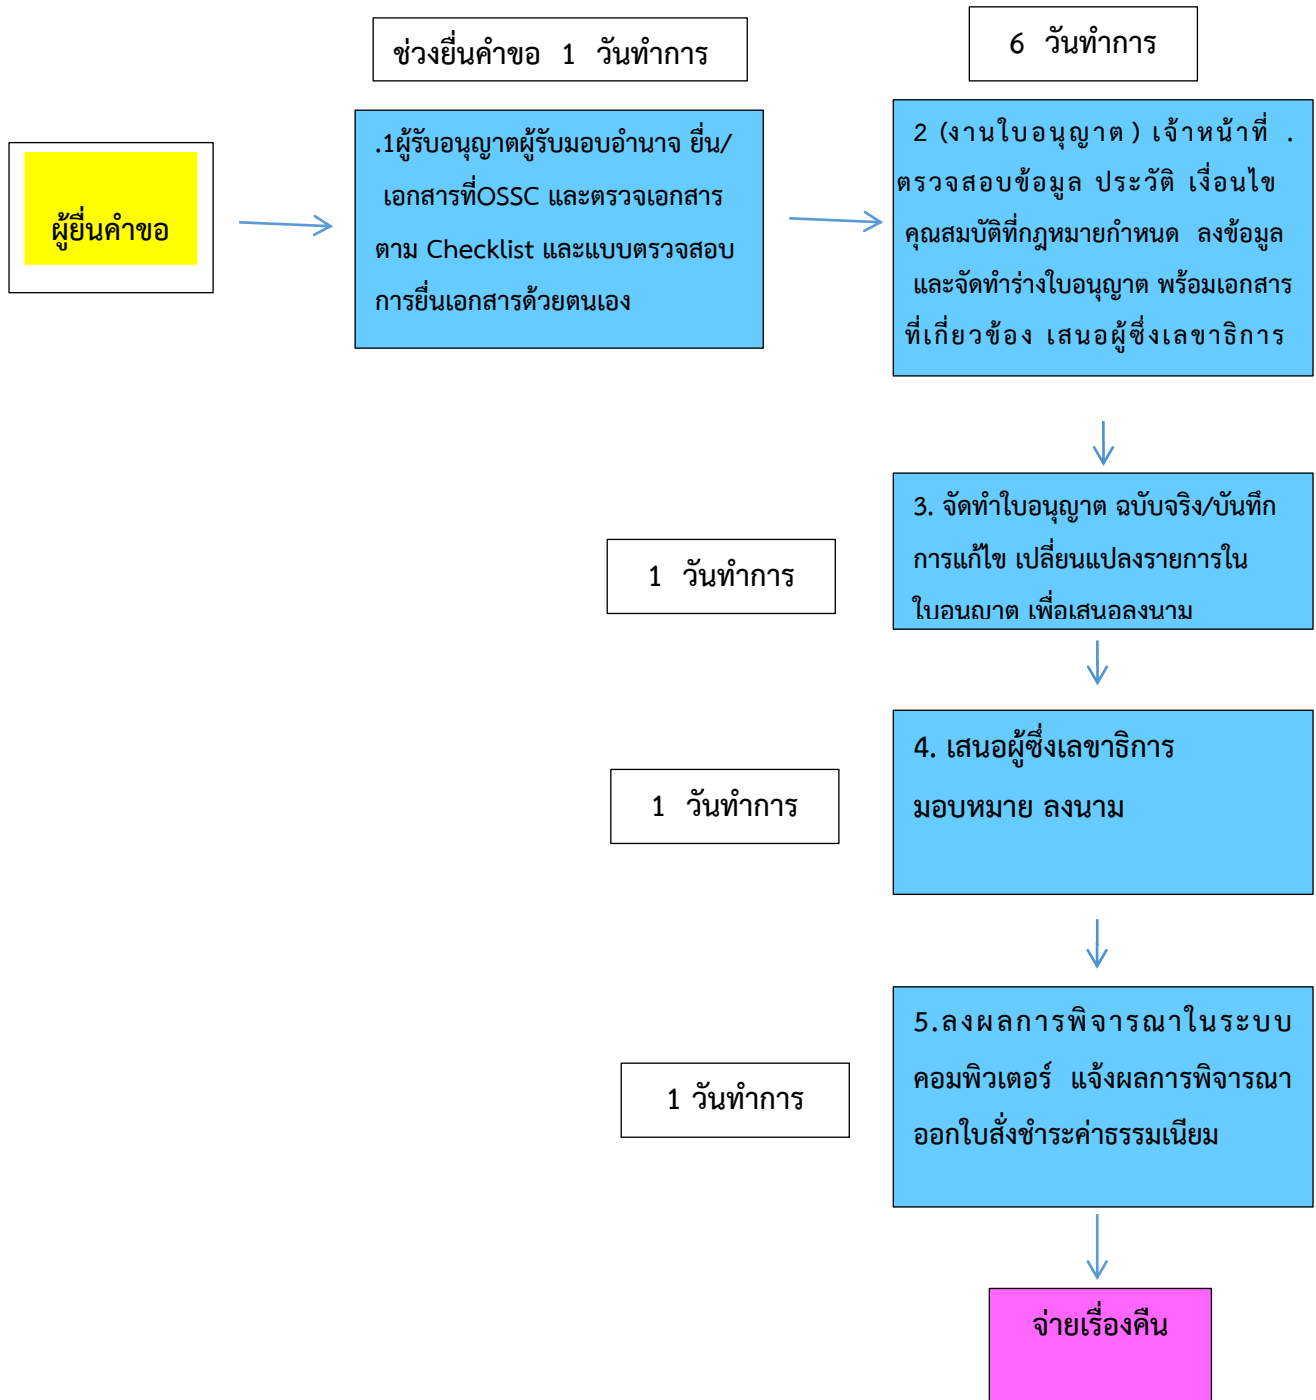 ช่วงยื่นคำขอ 1 วันทำการ
6 วันทำการ
ผู้ยื่นคำขอ
.1ผู้รับอนุญาตผู้รับมอบอำนาจ ยื่น/
เอกสารที่OSSC และตรวจเอกสาร
ตาม Checklist และแบบตรวจสอบ
การยื่นเอกสารด้วยตนเอง
2 (งานใบอนุญาต ) เจ้าหน้าที่ .
ตรวจสอบข้อมูล ประวัติ เงื่อนไข
คุณสมบัติที่กฎหมายกำหนด ลงข้อมูล
และจัดทำร่างใบอนุญาต พร้อมเอกสาร
ที่เกี่ยวข้อง เสนอผู้ซึ่งเลขาธิการ
1 วันทำการ
3. จัดทำใบอนุญาต ฉบับจริง/บันทึก
การแก้ไข เปลี่ยนแปลงรายการใน
ใบอนุญาต เพื่อเสนอลงนาม
1 วันทำการ
4. เสนอผู้ซึ่งเลขาธิการ
มอบหมาย ลงนาม
1 วันทำการ
5.ลงผลการพิจารณาในระบบ
คอมพิวเตอร์ แจ้งผลการพิจารณา
ออกใบสั่งชำระค่าธรรมเนียม
จ่ายเรื่องคืน